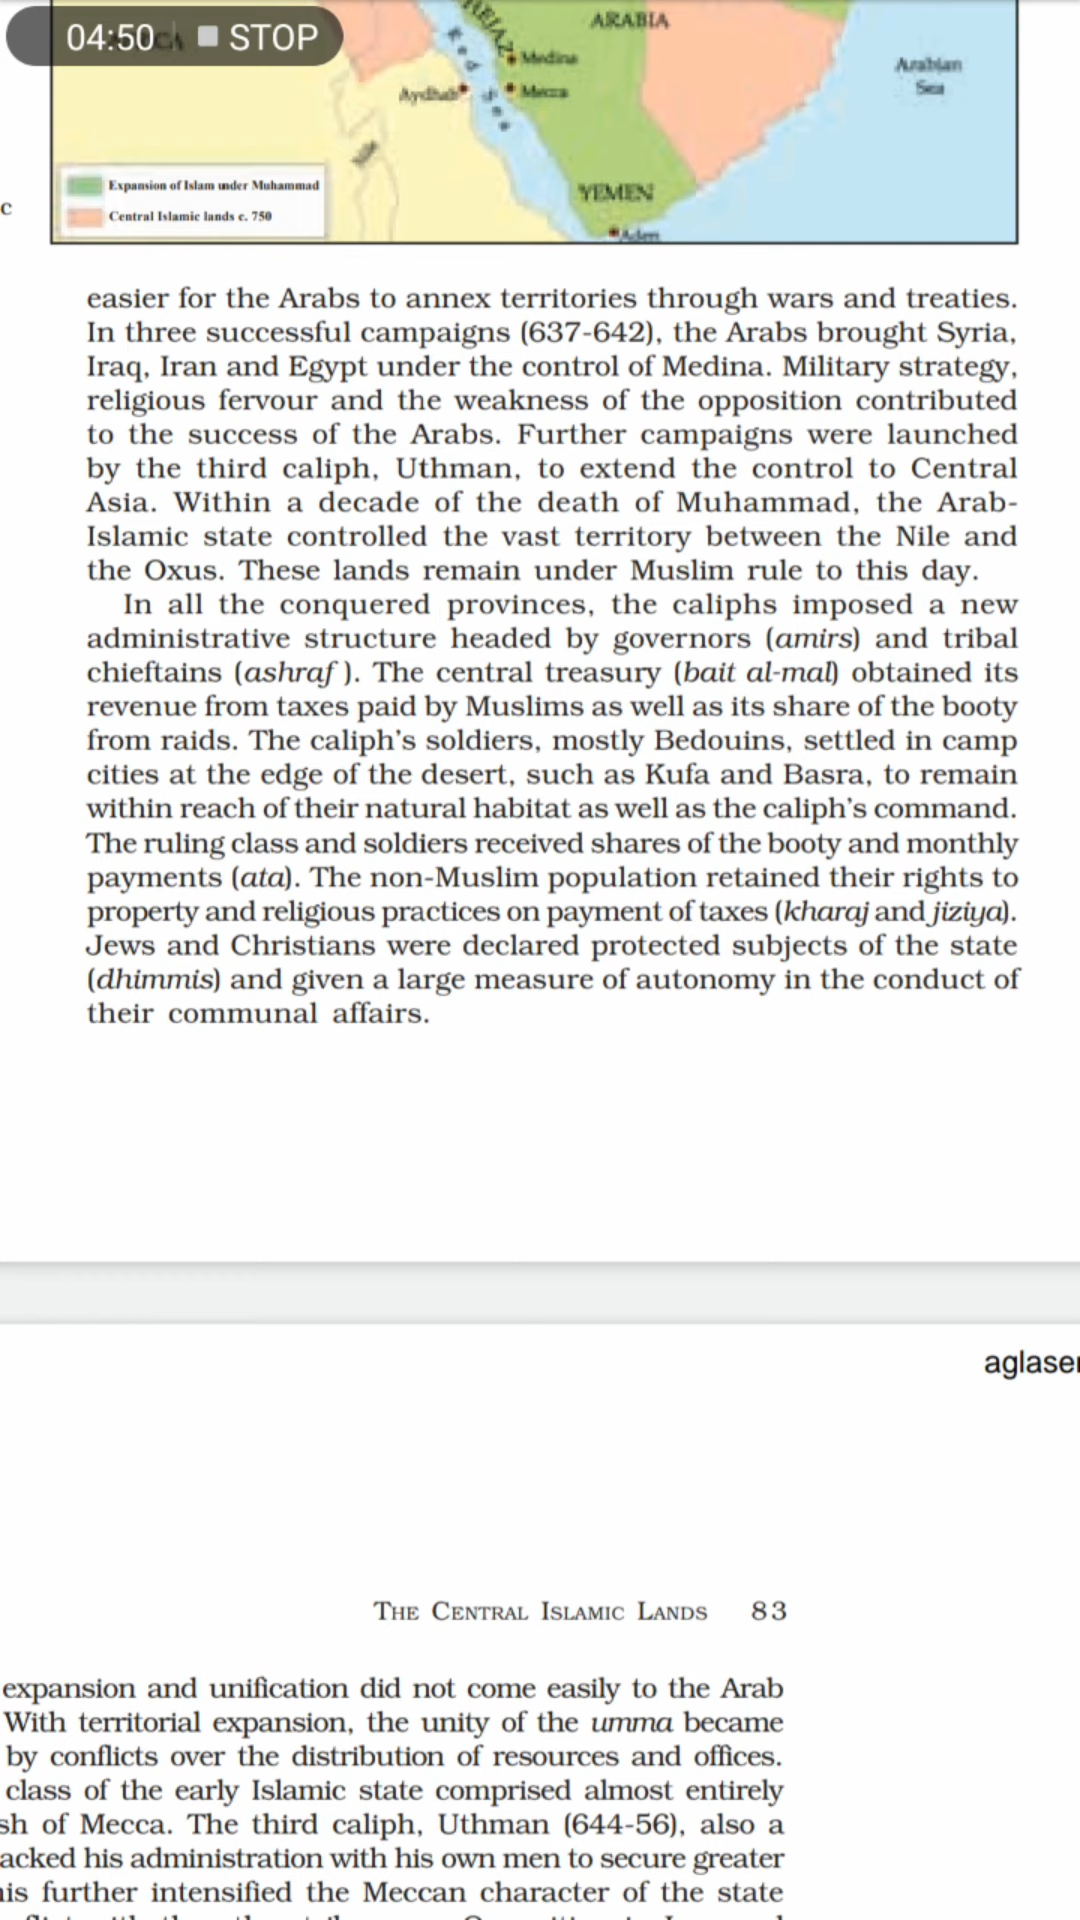 04:50 STOP
ARABIA
Medina
Arabian
Sea
Aydhab
Mecca
Nile
Expansion of Islam under Muhammad
YEMEN
c
Central Islamic lands c. 750
Aden
easier for the Arabs to annex territories through wars and treaties.
In three successful campaigns (637-642), the Arabs brought Syria,
Iraq, Iran and Egypt under the control of Medina. Military strategy,
religious fervour and the weakness of the opposition contributed
to the success of the Arabs. Further campaigns were launched
by the third caliph, Uthman, to extend the control to Central
Asia. Within a decade of the death of Muhammad, the Arab-
Islamic state controlled the vast territory between the Nile and
the Oxus. These lands remain under Muslim rule to this day.
In all the conquered provinces, the caliphs imposed a new
administrative structure headed by governors (amirs) and tribal
chieftains (ashraf ). The central treasury (bait al-mal) obtained its
revenue from taxes paid by Muslims as well as its share of the booty
from raids. The caliph's soldiers, mostly Bedouins, settled in camp
cities at the edge of the desert, such as Kufa and Basra, to remain
within reach of their natural habitat as well as the caliph's command.
The ruling class and soldiers received shares of the booty and monthly
payments (ata). The non-Muslim population retained their rights to
property and religious practices on payment of taxes (kharaj and jiziya).
Jews and Christians were declared protected subjects of the state
(dhimmis) and given a large measure of autonomy in the conduct of
their communal affairs.
aglase
THE CENTRAL ISLAMIC LANDS 83
expansion and unification did not come easily to the Arab
With territorial expansion, the unity of the umma became
by conflicts over the distribution of resources and offices.
class of the early Islamic state comprised almost entirely
sh of Mecca. The third caliph, Uthman (644-56), also a
acked his administration with his own men to secure greater
is further intensified the Meccan character of the state